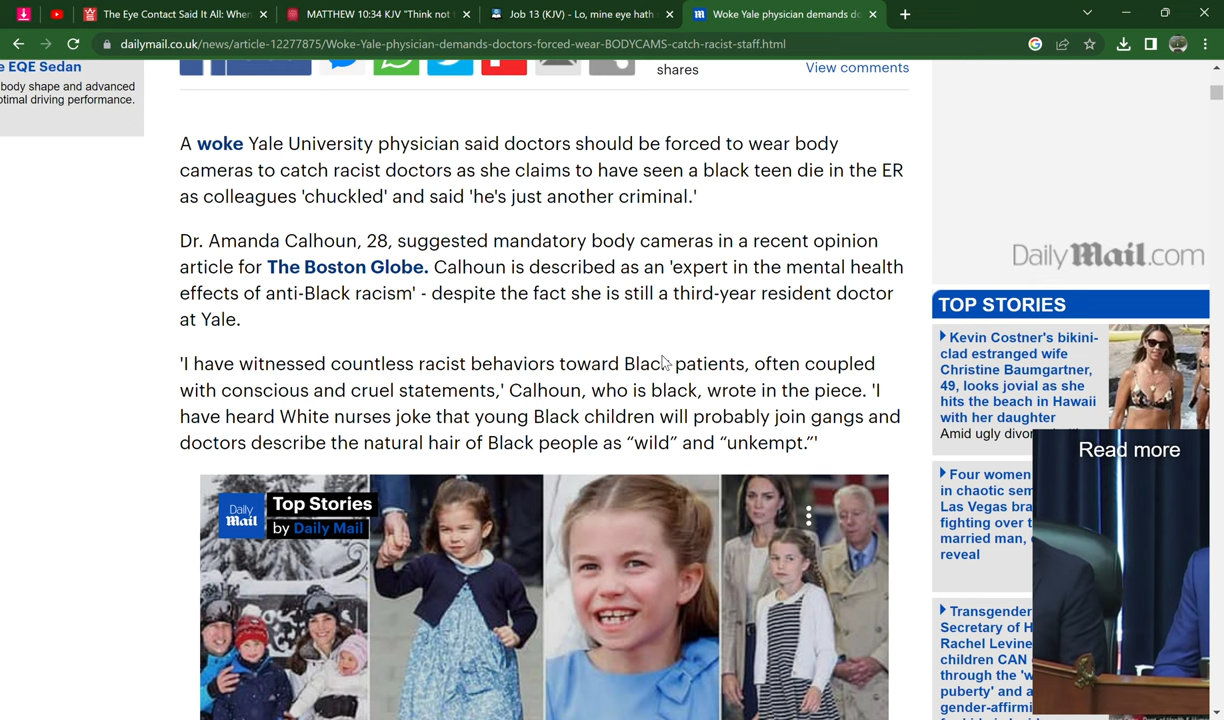 The Eye Contact Said It All: When
MATTHEW 10:34 KJV "Think not
Job 13 (KJV) - Lo, mine eye hath
Woke Yale physician demands do
dailymail.co.uk/news/article-12277875/Woke-Yale-physician-demands-doctors-forced-wear-BODYCAMS-catch-racist-staff.html
e EQE Sedan
body shape and advanced
otimal driving performance.
shares
View comments
A woke Yale University physician said doctors should be forced to wear body
cameras to catch racist doctors as she claims to have seen a black teen die in the ER
as colleagues 'chuckled' and said 'he's just another criminal.'
Dr. Amanda Calhoun, 28, suggested mandatory body cameras in a recent opinion
article for The Boston Globe. Calhoun is described as an 'expert in the mental health
effects of anti-Black racism' - despite the fact she is still a third-year resident doctor
at Yale.
'I have witnessed countless racist behaviors toward Black patients, often coupled
with conscious and cruel statements,' Calhoun, who is black, wrote in the piece. 'I
have heard White nurses joke that young Black children will probably join gangs and
doctors describe the natural hair of Black people as “wild” and “unkempt.”'
Daily Mail
Top Stories
by Daily Mail
DailyMail.com
TOP STORIES
Kevin Costner's bikini-
clad estranged wife
Christine Baumgartner,
49, looks jovial as she
hits the beach in Hawaii
with her daughter
Amid ugly divor
Read more
Four women
in chaotic sem
Las Vegas bra
fighting over t
married man,
reveal
Transgender
Secretary of H
Rachel Levine
children CAN
through the 'w
puberty' and a
gender-affirmi